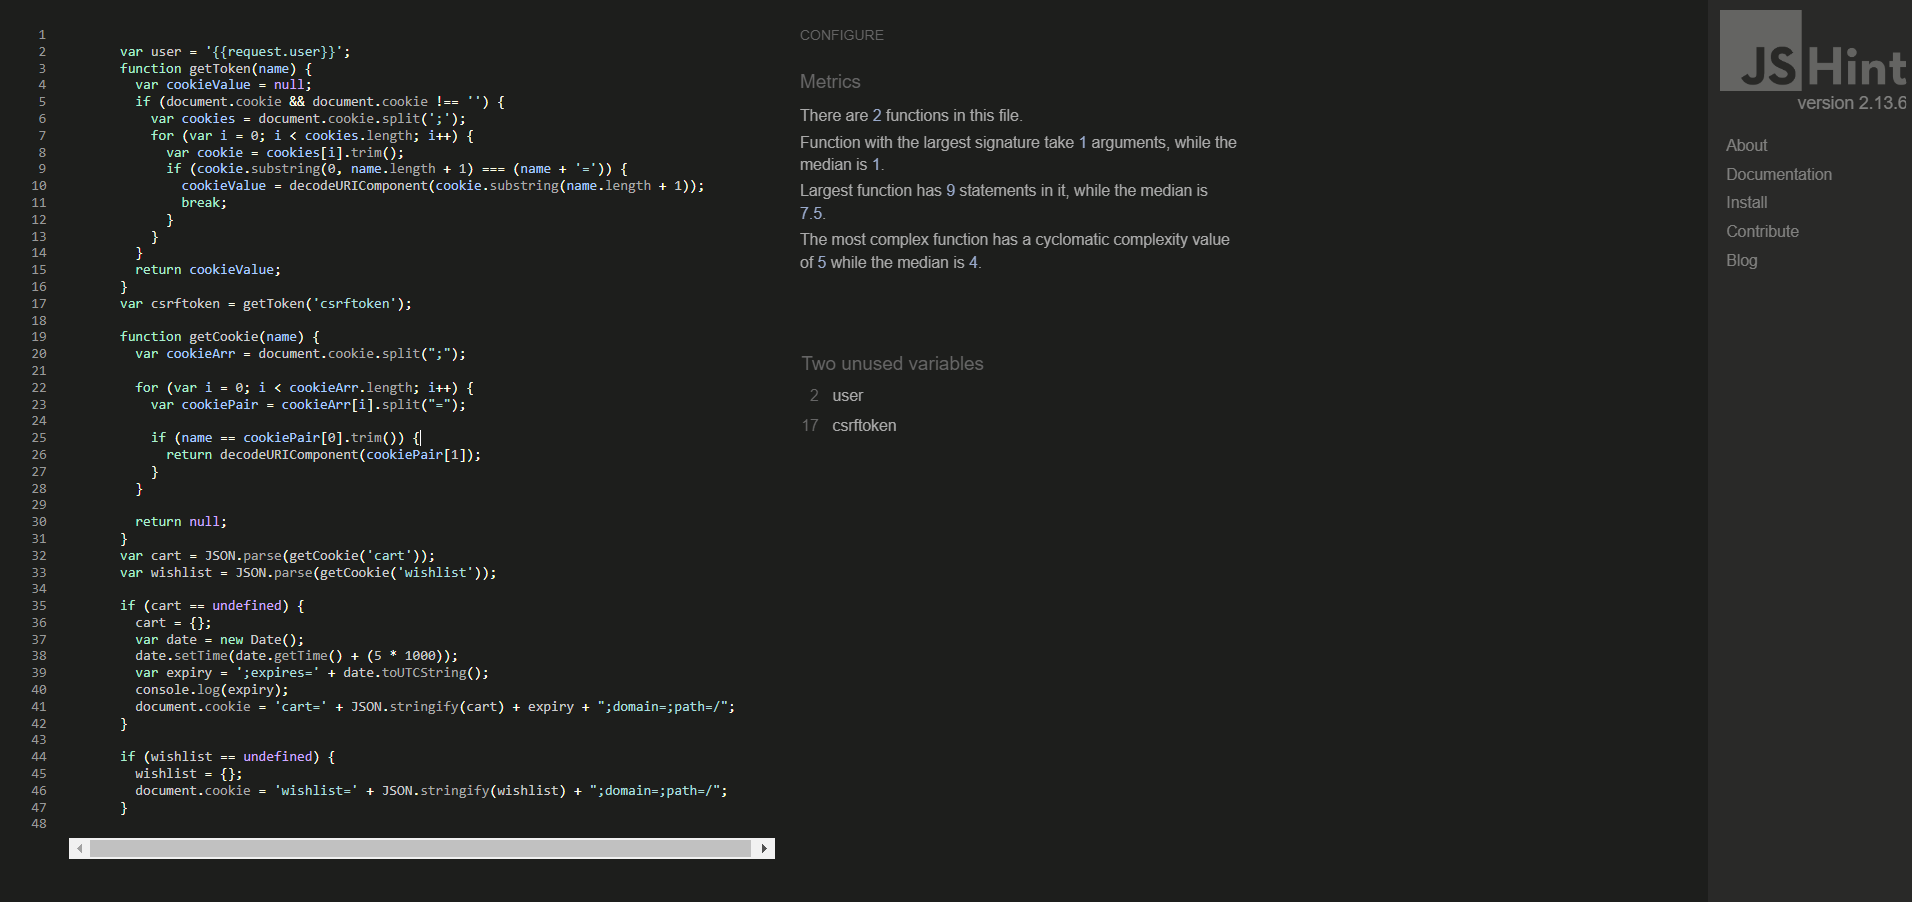 1
2 var user = '{{request.user}}';
3 function getToken(name) {
4 var cookieValue = null;
5 if (document.cookie && document.cookie !== '') {
6 var cookies = document.cookie.split(';');
7 for (var i = 0; i < cookies.length; i++) {
8 var cookie = cookies[i].trim();
9 if (cookie.substring(0, name.length + 1) === (name + '=')) {
10 cookieValue = decodeURIComponent(cookie.substring(name.length + 1));
11 break;
12 }
13 }
14 }
15 return cookieValue;
16 }
17 var csrftoken = getToken('csrftoken');
18
19 function getCookie(name) {
20 var cookieArr = document.cookie.split(";");
21
22 for (var i = 0; i < cookieArr.length; i++) {
23 var cookiePair = cookieArr[i].split("=");
24
25 if (name == cookiePair[0].trim()) {
26 return decodeURIComponent(cookiePair[1]);
27 }
28 }
29
30 return null;
31 }
32 var cart = JSON.parse(getCookie('cart'));
33 var wishlist = JSON.parse(getCookie('wishlist'));
34
35 if (cart == undefined) {
36 cart = {};
37 var date = new Date();
38 date.setTime(date.getTime() + (5 * 1000));
39 var expiry = ';expires=' + date.toUTCString();
40 console.log(expiry);
41 document.cookie = 'cart=' + JSON.stringify(cart) + expiry + ";domain=;path=/";
42 }
43
44 if (wishlist == undefined) {
45 wishlist = {};
46 document.cookie = 'wishlist=' + JSON.stringify(wishlist) + ";domain=;path=/";
47 }
48
CONFIGURE
Metrics
There are 2 functions in this file.
Function with the largest signature take 1 arguments, while the
median is 1.
Largest function has 9 statements in it, while the median is
7.5.
The most complex function has a cyclomatic complexity value
of 5 while the median is 4.
Two unused variables
2 user
17 csrftoken
JSHint
version 2.13.6
About
Documentation
Install
Contribute
Blog